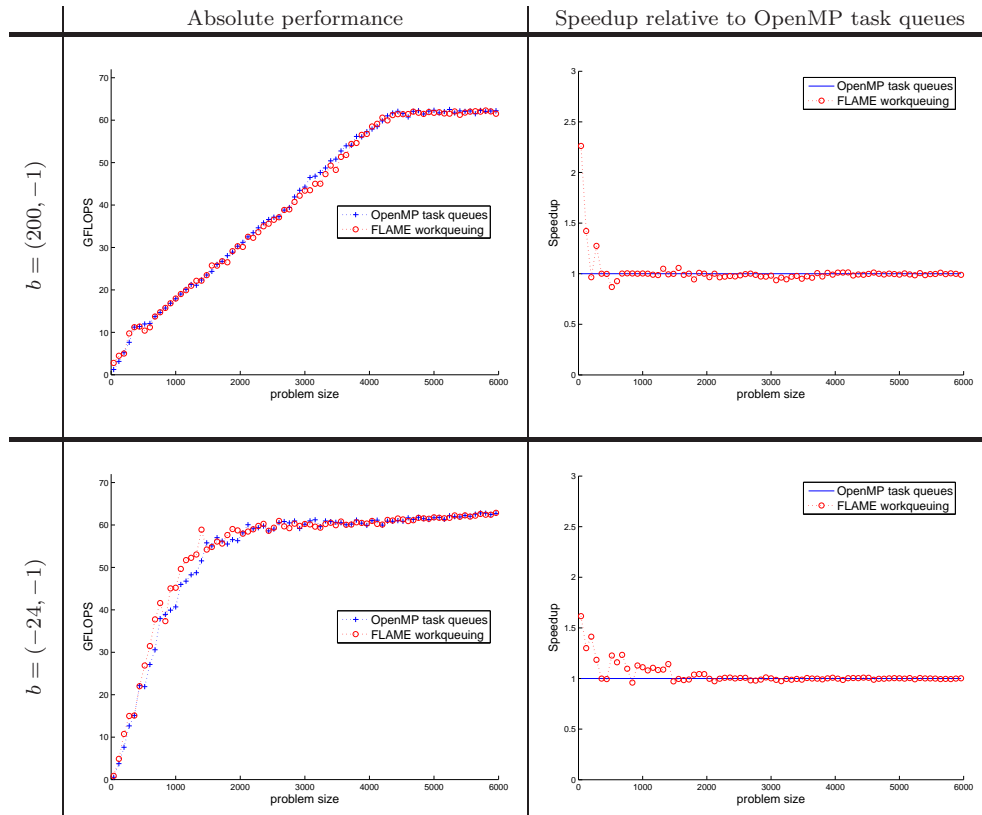 Absolute performance
Speedup relative to OpenMP task queues
b = (200, −1)
70
60
50
40
30
20
10
0
GFLOPS
OpenMP task queues
FLAME workqueuing
0 1000 2000 3000 4000 5000 6000
problem size
3
2.5
2
1.5
1
0.5
0
Speedup
OpenMP task queues
FLAME workqueuing
0 1000 2000 3000 4000 5000 6000
problem size
b = (−24, −1)
70
60
50
40
30
20
10
0
GFLOPS
OpenMP task queues
FLAME workqueuing
0 1000 2000 3000 4000 5000 6000
problem size
3
2.5
2
1.5
1
0.5
0
Speedup
OpenMP task queues
FLAME workqueuing
0 1000 2000 3000 4000 5000 6000
problem size